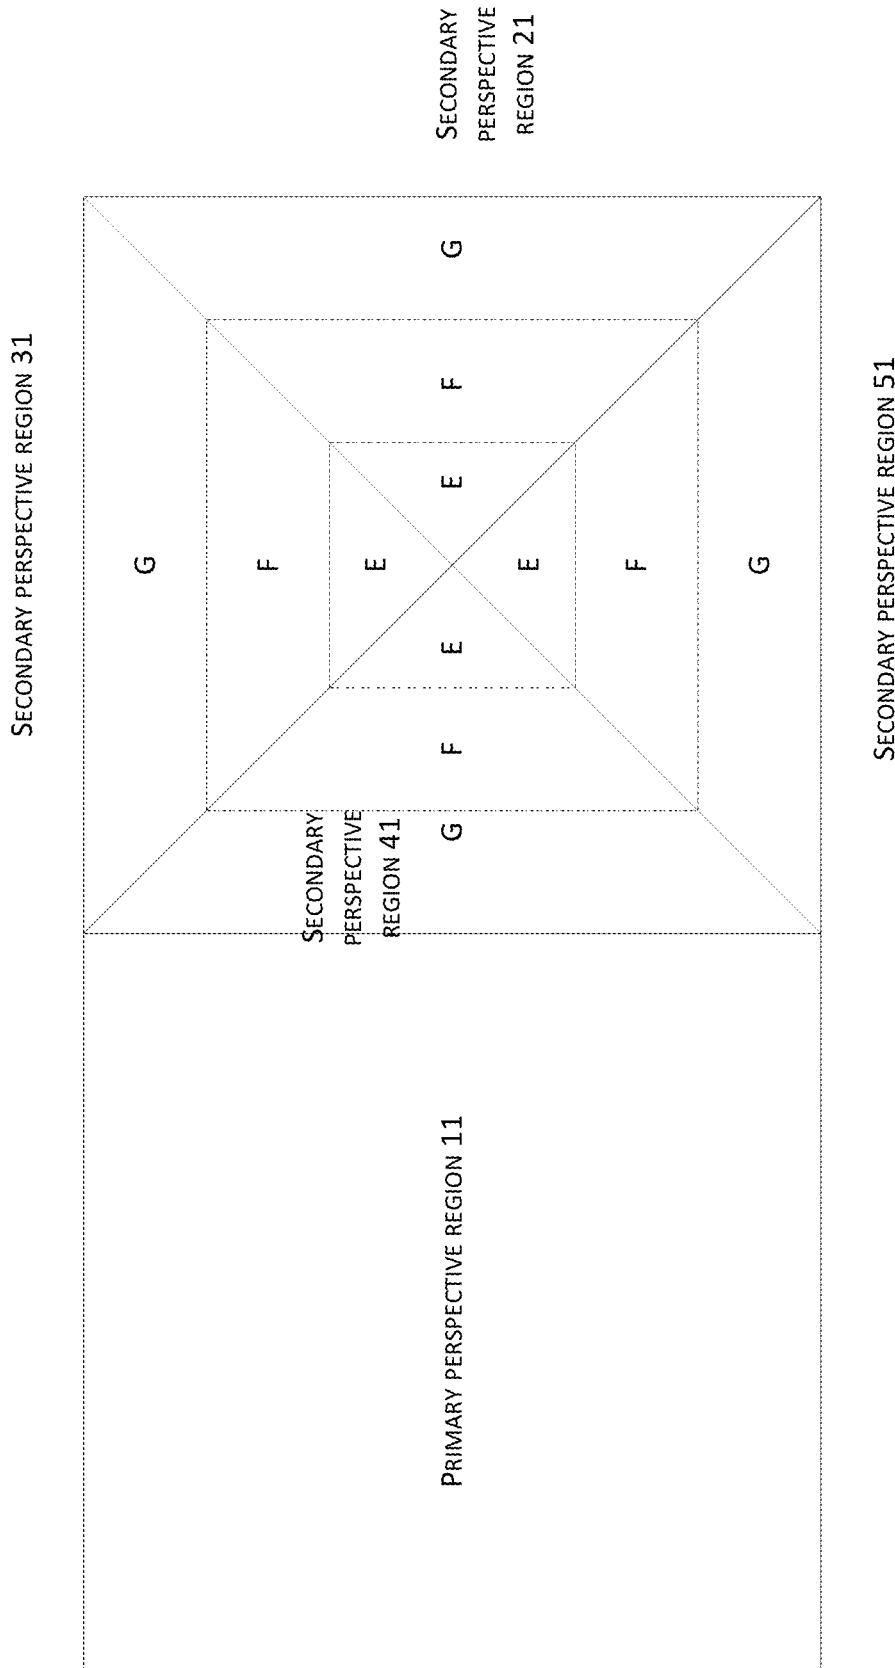 SECONDARY PERSPECTIVE REGION 31
G
F
E
SECONDARY
PERSPECTIVE
REGION 41
PRIMARY PERSPECTIVE REGION 11
G F E E F G
SECONDARY
PERSPECTIVE
REGION 21
E
F
G
SECONDARY PERSPECTIVE REGION 51